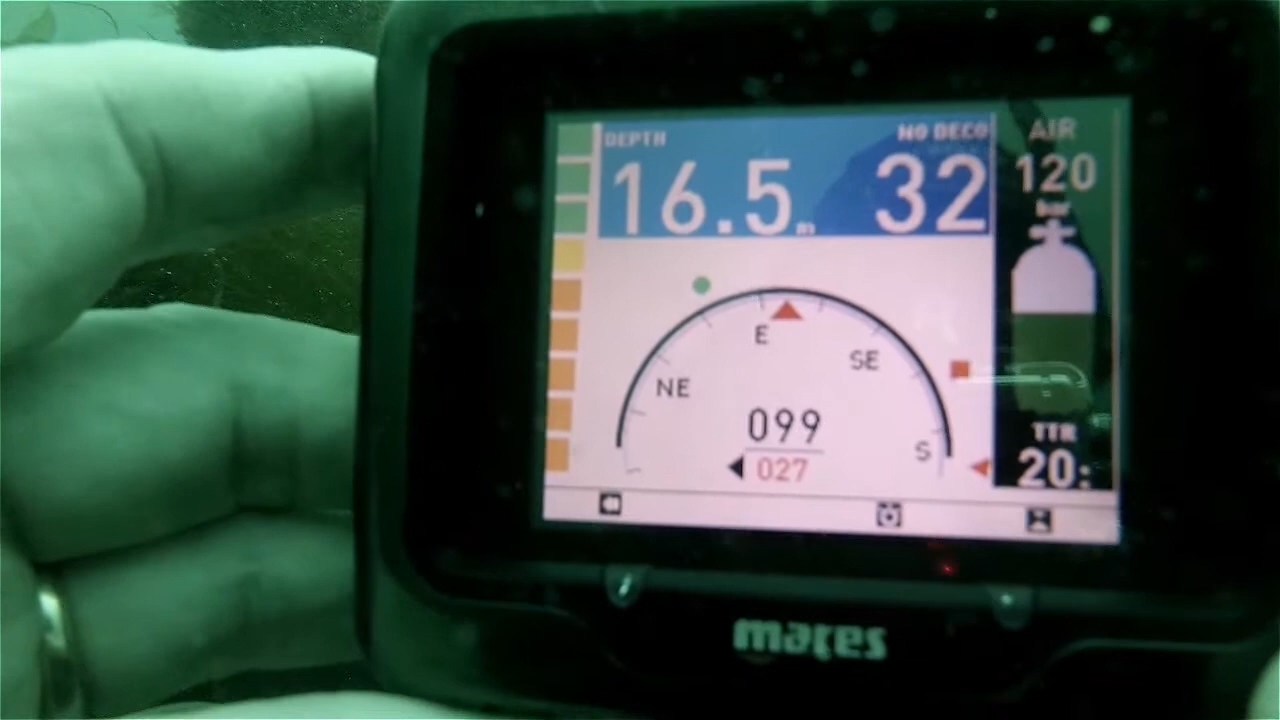 DEPTH NO DECO AIR
16.5 m 32 120
bar
E
SE
NE
099
027
S
TTR
20:
mares